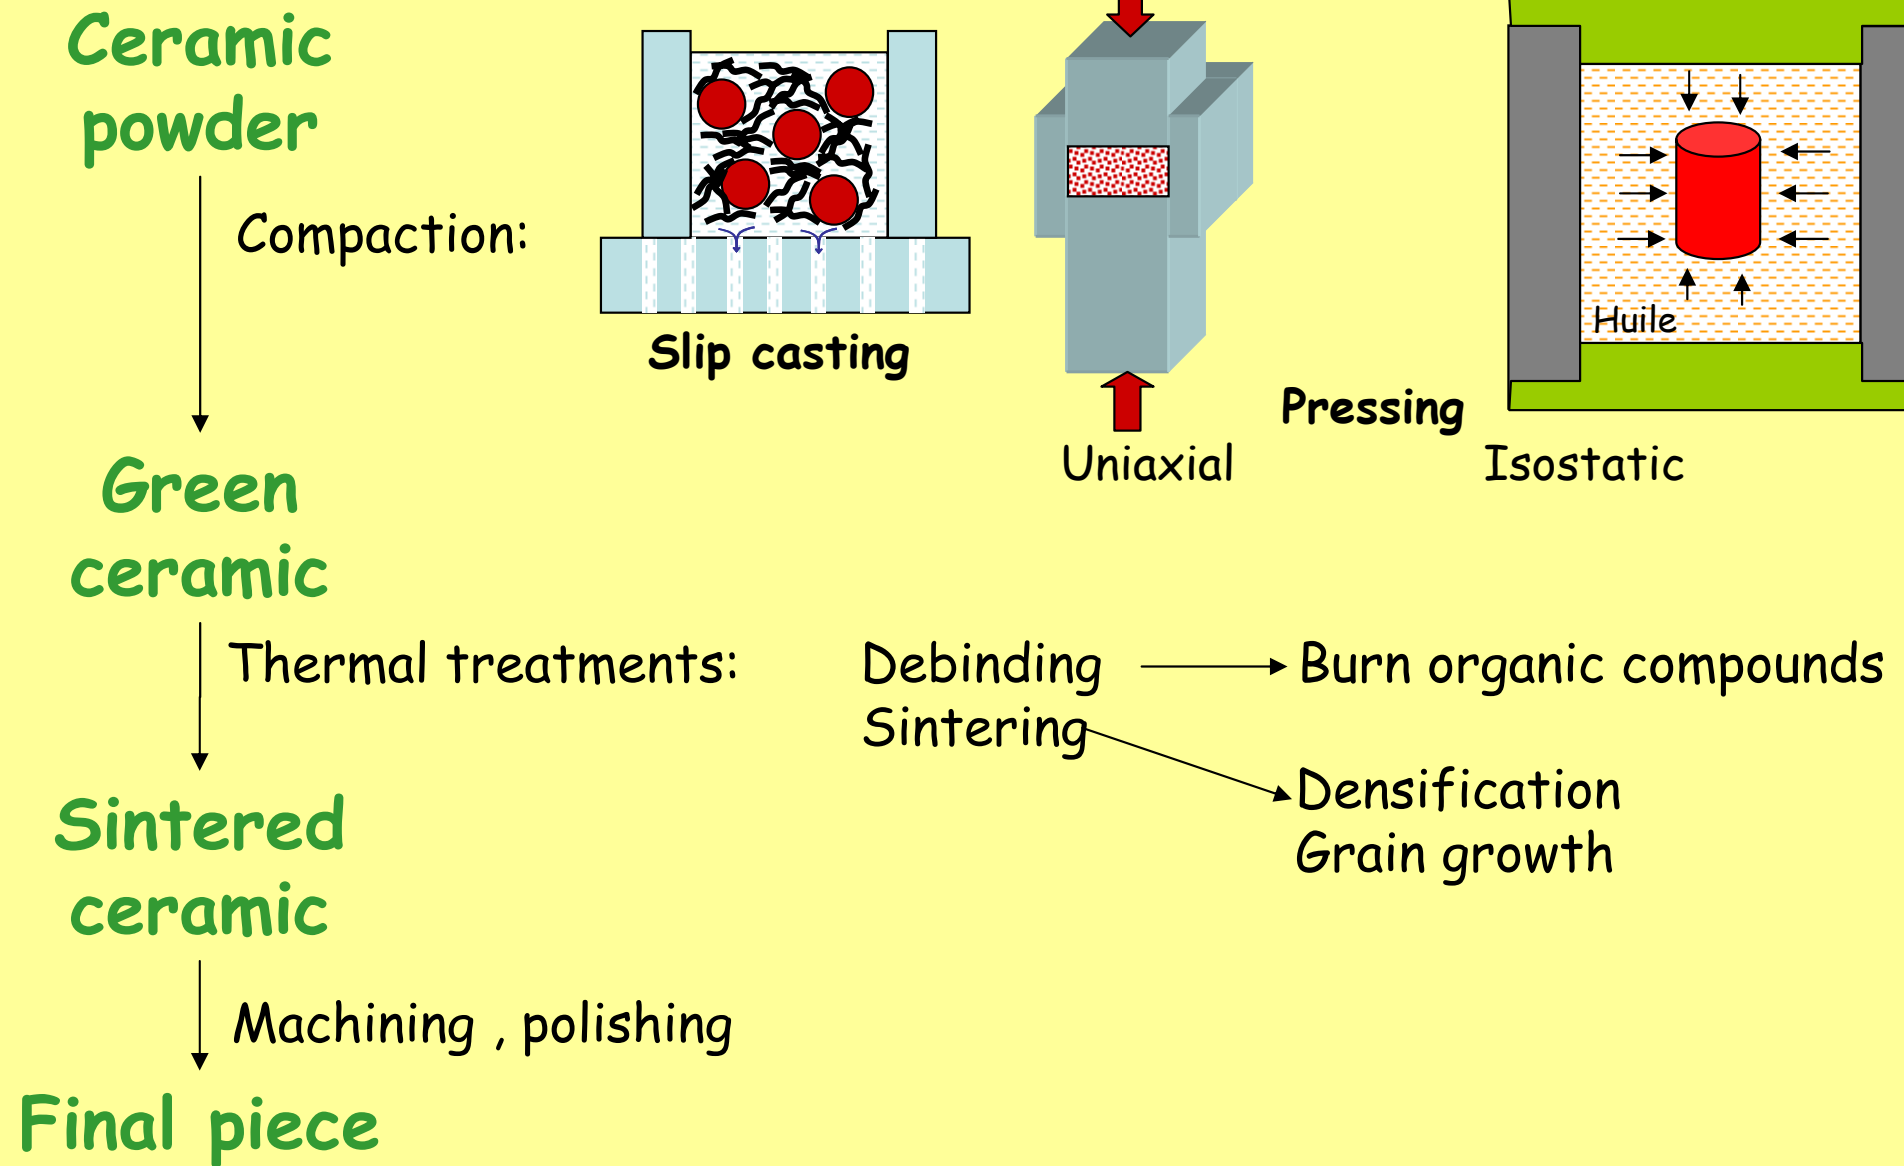 Ceramic
powder
Compaction:
Huile
Slip casting
Pressing
Uniaxial
Isostatic
Green
ceramic
Thermal treatments:
Debinding
Burn organic compounds
Sintering
Densification
Grain growth
Sintered
ceramic
Machining , polishing
Final piece